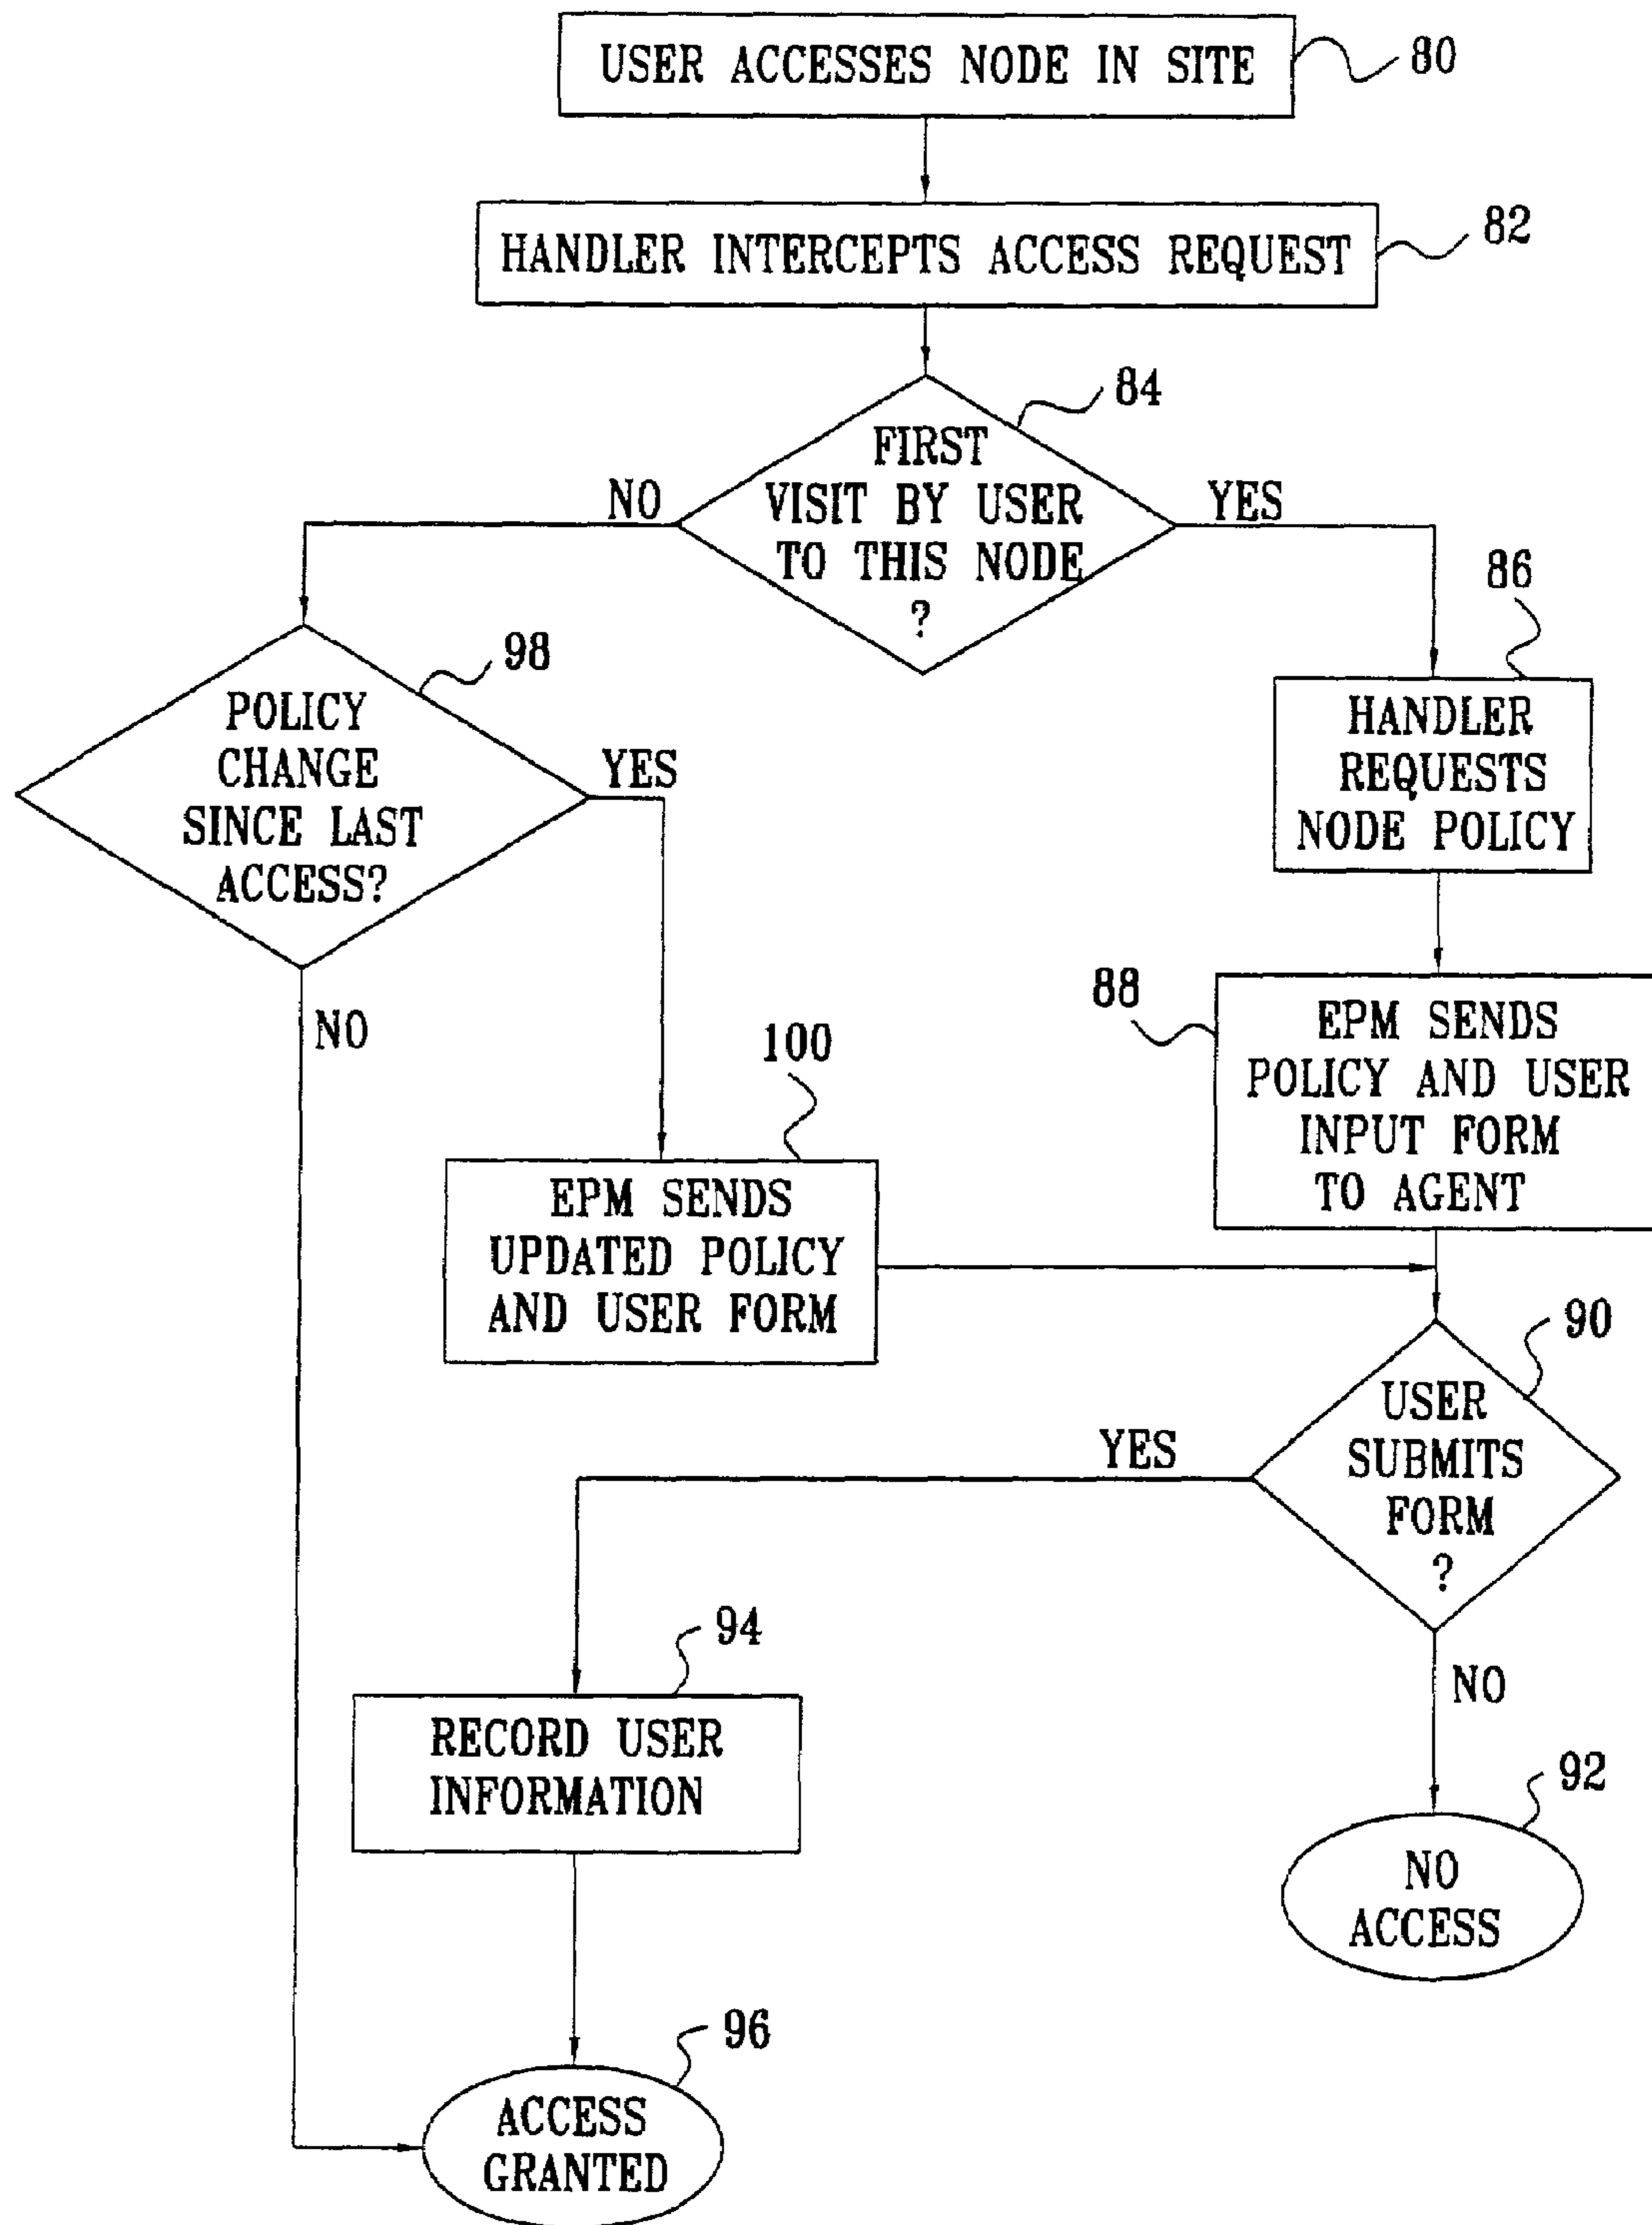 USER ACCESSES NODE IN SITE
80
HANDLER INTERCEPTS ACCESS REQUEST
82
84
FIRST
VISIT BY USER
TO THIS NODE
?
NO
YES
86
HANDLER
REQUESTS
NODE POLICY
98
POLICY
CHANGE
SINCE LAST
ACCESS?
YES
NO
88
EPM SENDS
POLICY AND USER
INPUT FORM
TO AGENT
100
EPM SENDS
UPDATED POLICY
AND USER FORM
90
USER
SUBMITS
FORM
?
YES
NO
94
RECORD USER
INFORMATION
92
NO
ACCESS
96
ACCESS
GRANTED